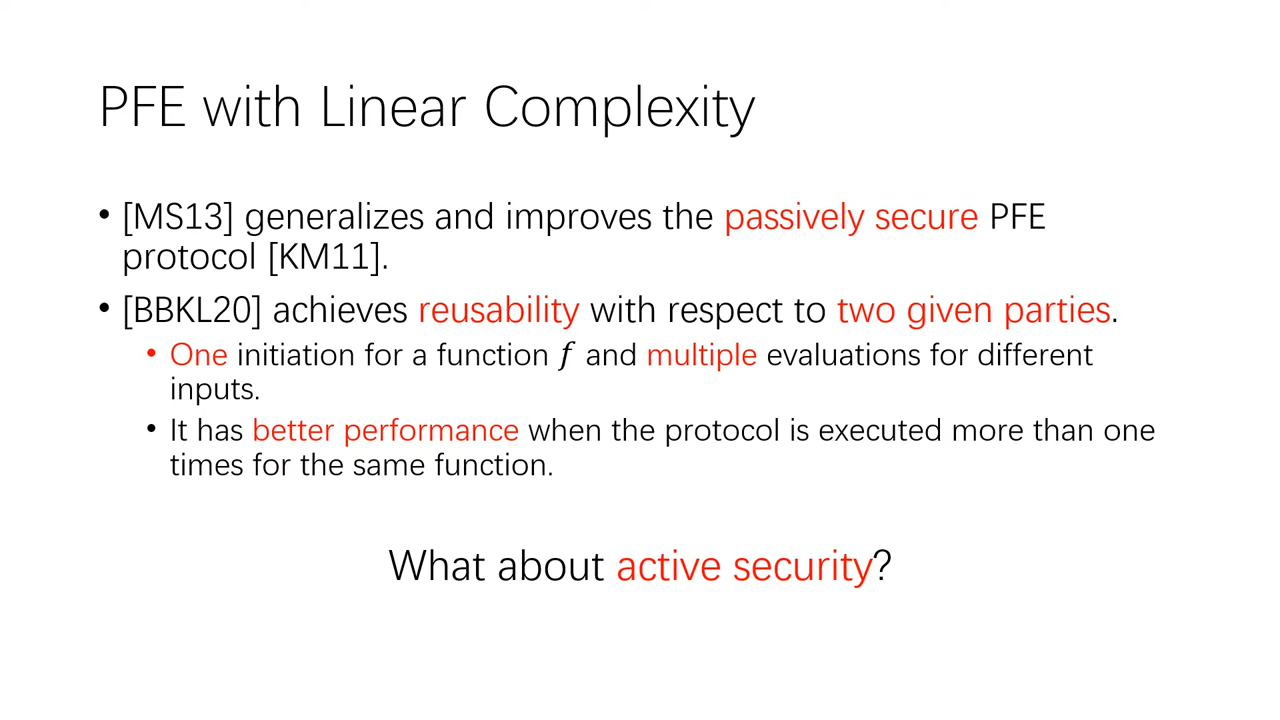 PFE with Linear Complexity
• [MS13] generalizes and improves the passively secure PFE
protocol [KM11].
• [BBKL20] achieves reusability with respect to two given parties.
• One initiation for a function f and multiple evaluations for different
inputs.
• It has better performance when the protocol is executed more than one
times for the same function.
What about active security?